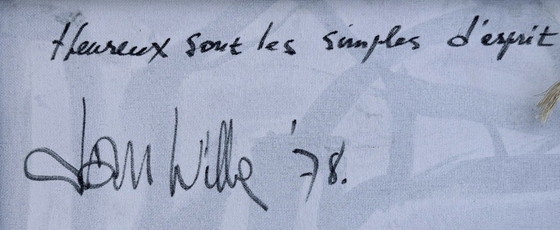 Heureux sont les simples d'esprit
Jan Wille '78.